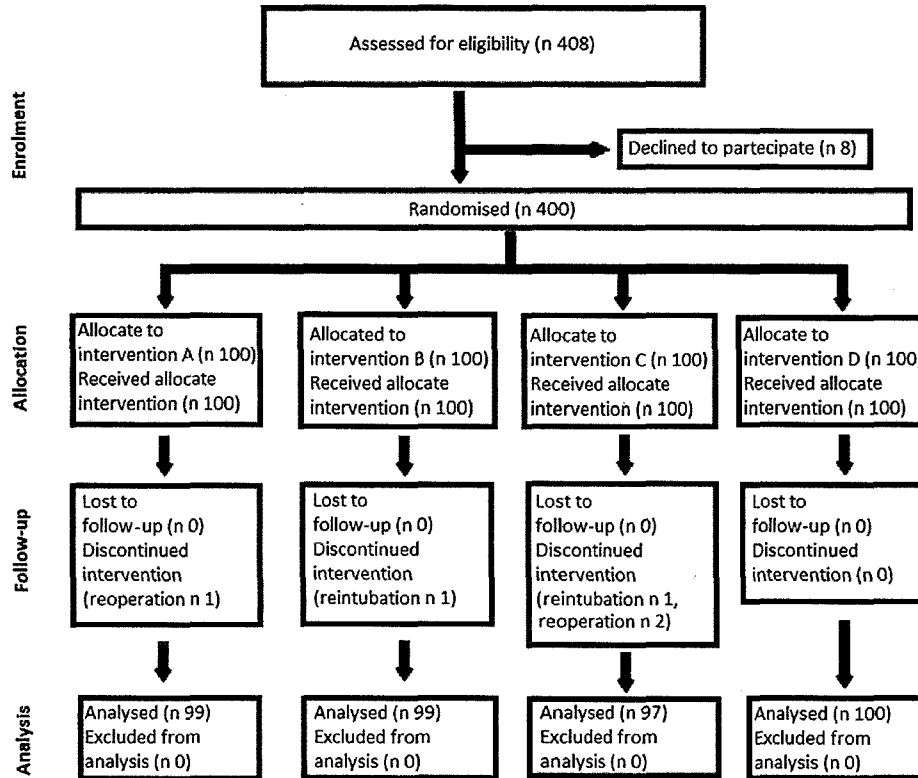 Assessed for eligibility (n 408)
Enrolment
Declined to partecipate (n 8)
Randomised (n 400)
Allocation
Allocate to
intervention A (n 100)
Received allocate
intervention (n 100)
Allocated to
intervention B (n 100)
Received allocate
intervention (n 100)
Allocate to
intervention C (n 100)
Received allocate
intervention (n 100)
Allocate to
intervention D (n 100
Received allocate
intervention (n 100)
Follow-up
Lost to
follow-up (n 0)
Discontinued
intervention
(reoperation n 1)
Lost to
follow-up (n 0)
Discontinued
intervention
(reintubation n 1)
Lost to
follow-up (n 0)
Discontinued
intervention
(reintubation n 1,
reoperation n 2)
Lost to
follow-up (n 0)
Discontinued
intervention (n 0)
Analysis
Analysed (n 99)
Excluded from
analysis (n 0)
Analysed (n 99)
Excluded from
analysis (n 0)
Analysed (n 97)
Excluded from
analysis (n 0)
Analysed (n 100)
Excluded from
analysis (n 0)